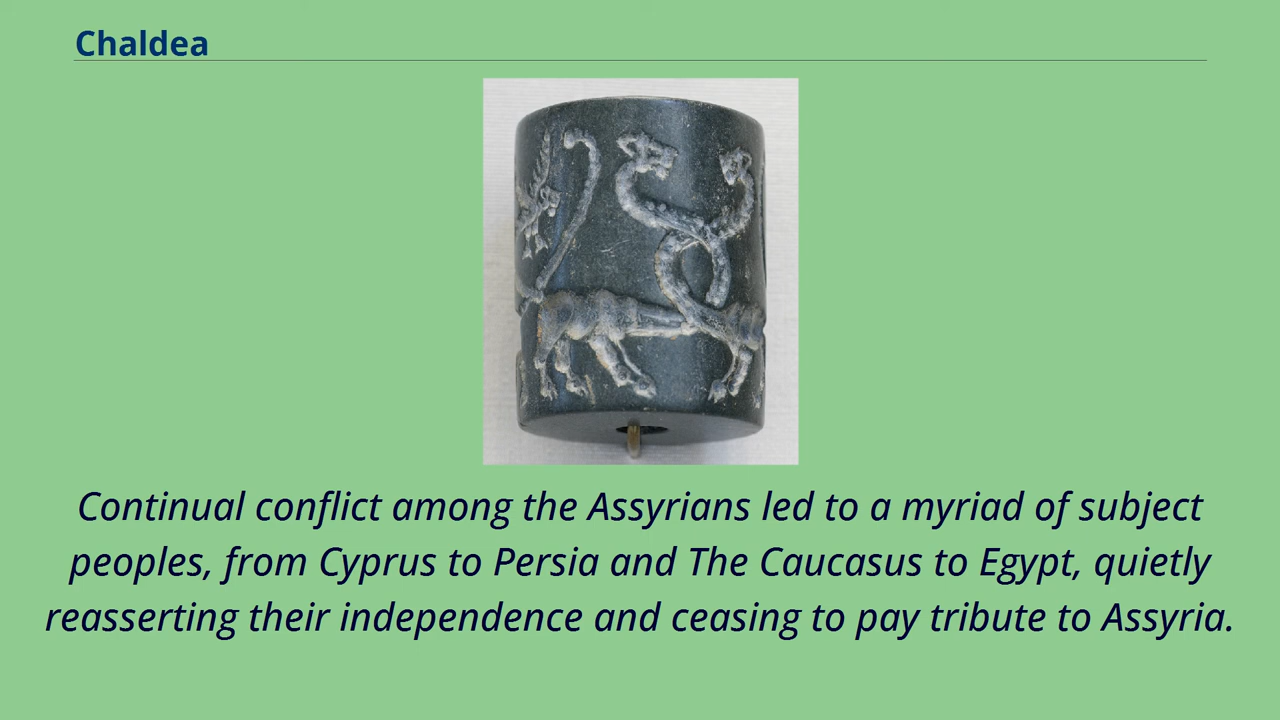 Chaldea
Continual conflict among the Assyrians led to a myriad of subject
peoples, from Cyprus to Persia and The Caucasus to Egypt, quietly
reasserting their independence and ceasing to pay tribute to Assyria.